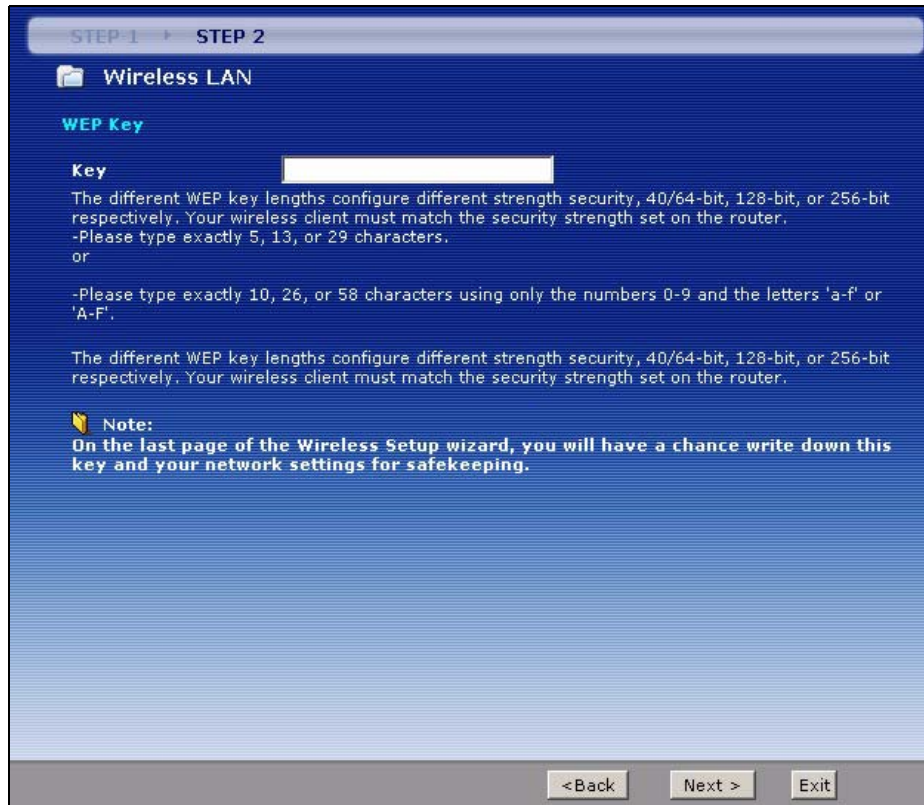 STEP 1 STEP 2
Wireless LAN
WEP Key
Key
The different WEP key lengths configure different strength security, 40/64-bit, 128-bit, or 256-bit
respectively. Your wireless client must match the security strength set on the router.
-Please type exactly 5, 13, or 29 characters.
or
-Please type exactly 10, 26, or 58 characters using only the numbers 0-9 and the letters 'a-f' or
'A-F'.
The different WEP key lengths configure different strength security, 40/64-bit, 128-bit, or 256-bit
respectively. Your wireless client must match the security strength set on the router.
Note:
On the last page of the Wireless Setup wizard, you will have a chance write down this
key and your network settings for safekeeping.
<Back Next > Exit